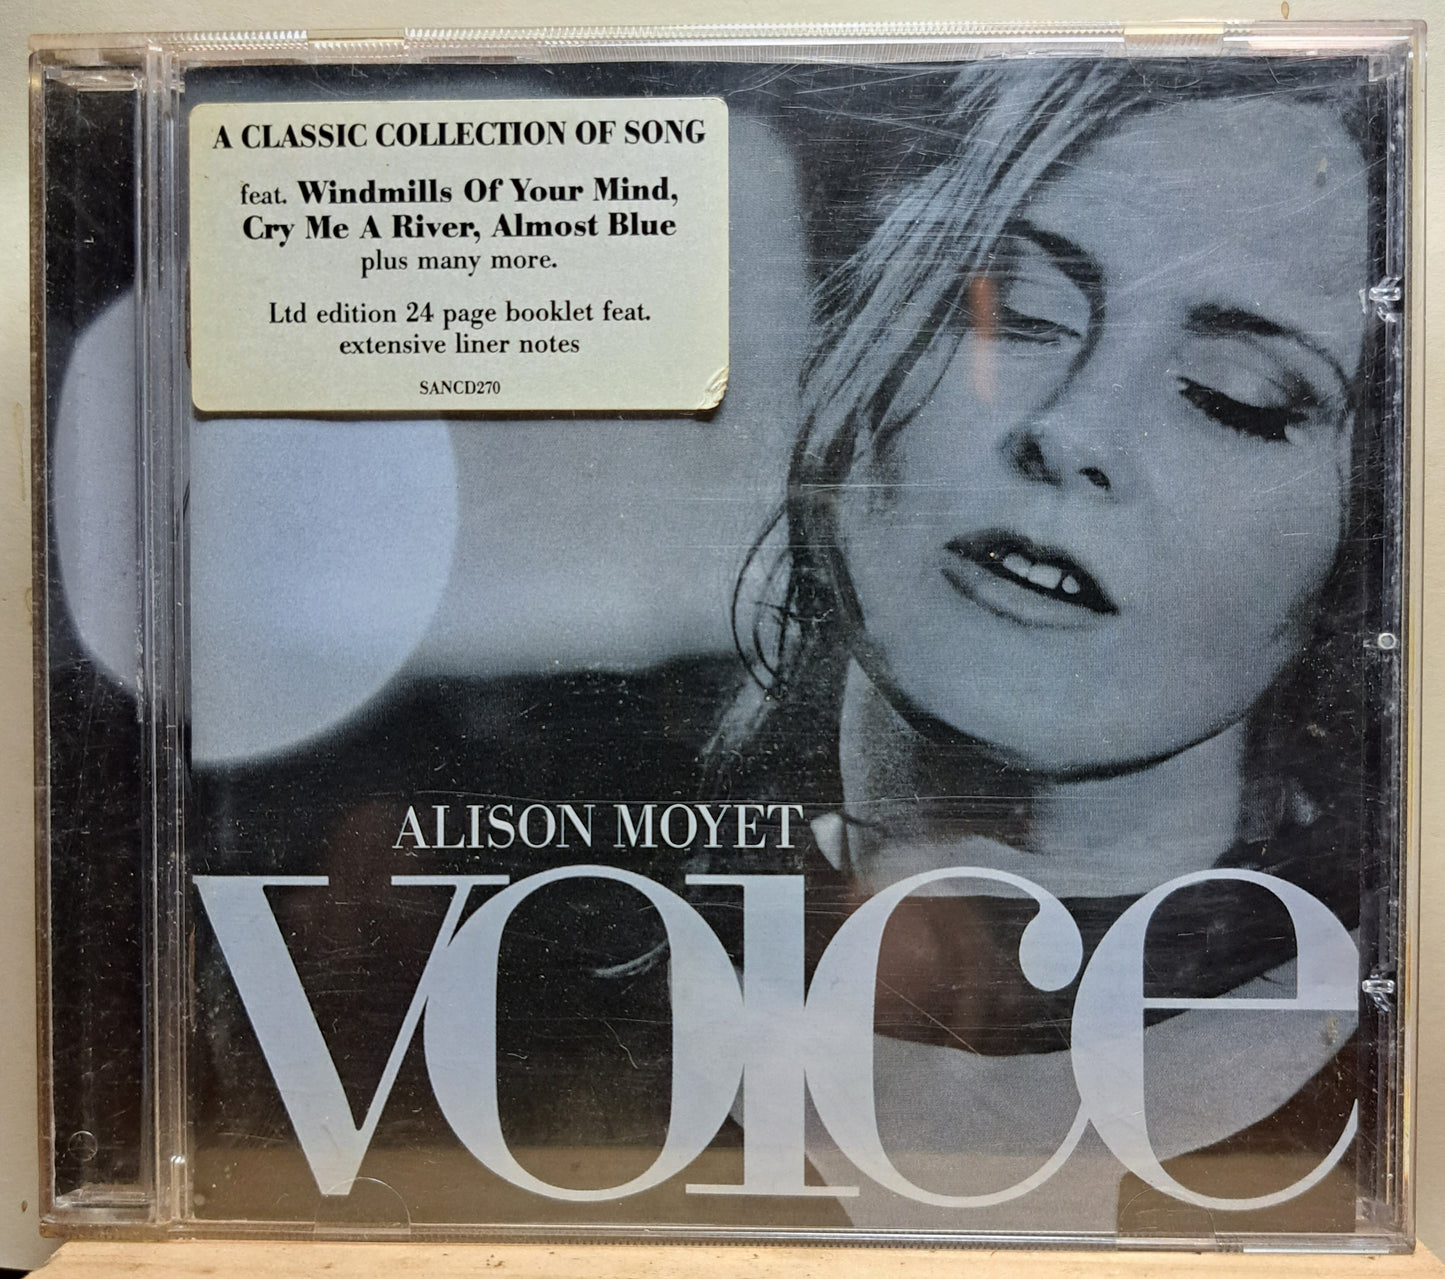 A CLASSIC COLLECTION OF SONG
feat. Windmills Of Your Mind,
Cry Me A River, Almost Blue
plus many more.
Ltd edition 24 page booklet feat.
extensive liner notes
SANCD270
ALISON MOYET
VOICE